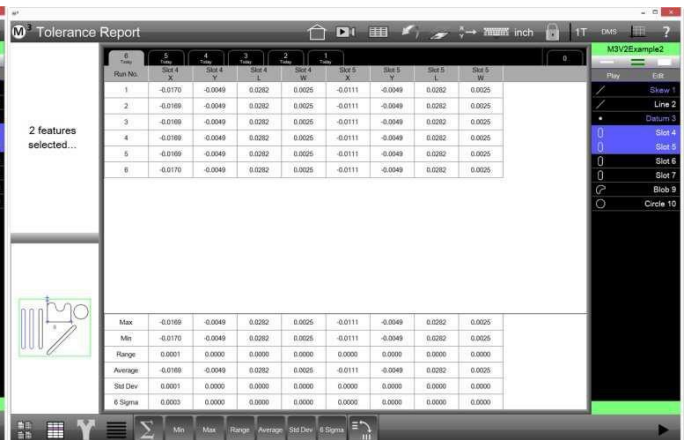 M³ Tolerance Report
inch
1T
DMS
?
2 features
selected...
6 5 4 3 2 1 0
Today Today Today Today Today Today
Run No. Slot 4 X Slot 4 Y Slot 4 L Slot 4 W Slot 5 X Slot 5 Y Slot 5 L Slot 5 W
1 -0.0170 -0.0049 0.0282 0.0025 -0.0111 -0.0049 0.0282 0.0025
2 -0.0169 -0.0049 0.0282 0.0025 -0.0111 -0.0049 0.0282 0.0025
3 -0.0169 -0.0049 0.0282 0.0025 -0.0111 -0.0049 0.0282 0.0025
4 -0.0169 -0.0049 0.0282 0.0025 -0.0111 -0.0049 0.0282 0.0025
5 -0.0169 -0.0049 0.0282 0.0025 -0.0111 -0.0049 0.0282 0.0025
6 -0.0170 -0.0049 0.0282 0.0025 -0.0111 -0.0049 0.0282 0.0025
Max -0.0169 -0.0049 0.0282 0.0025 -0.0111 -0.0049 0.0282 0.0025
Min -0.0170 -0.0049 0.0282 0.0025 -0.0111 -0.0049 0.0282 0.0025
Range 0.0001 0.0000 0.0000 0.0000 0.0000 0.0000 0.0000 0.0000
Average -0.0169 -0.0049 0.0282 0.0025 -0.0111 -0.0049 0.0282 0.0025
Std Dev 0.0001 0.0000 0.0000 0.0000 0.0000 0.0000 0.0000 0.0000
6 Sigma 0.0003 0.0000 0.0000 0.0000 0.0000 0.0000 0.0000 0.0000
Σ Min Max Range Average Std Dev 6 Sigma
M3V2Example2
Play Edit
Skew 1
Line 2
Datum 3
Slot 4
Slot 5
Slot 6
Slot 7
Blob 9
Circle 10